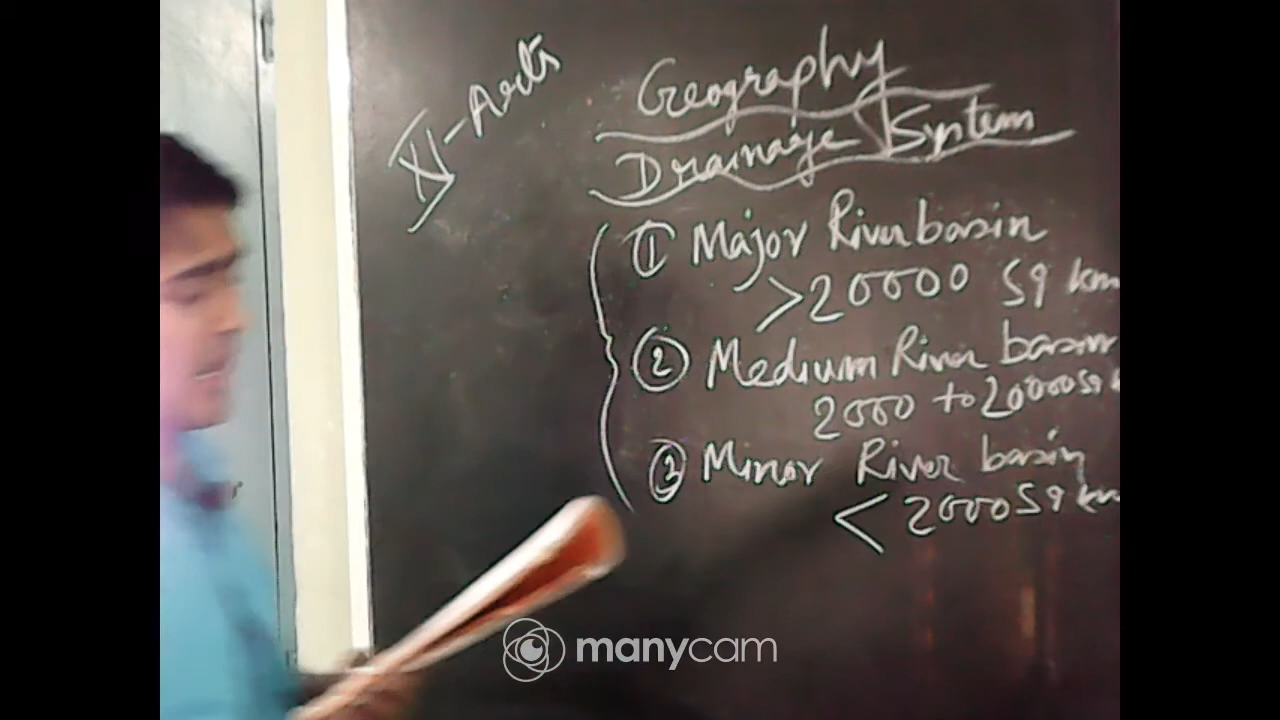 XI-Arts
Geography
Drainage System
① Major River basin
>20000 sq km
② Medium River basin
2000 to 20000 sq k
③ Minor River basin
< 2000 sq km
manycam